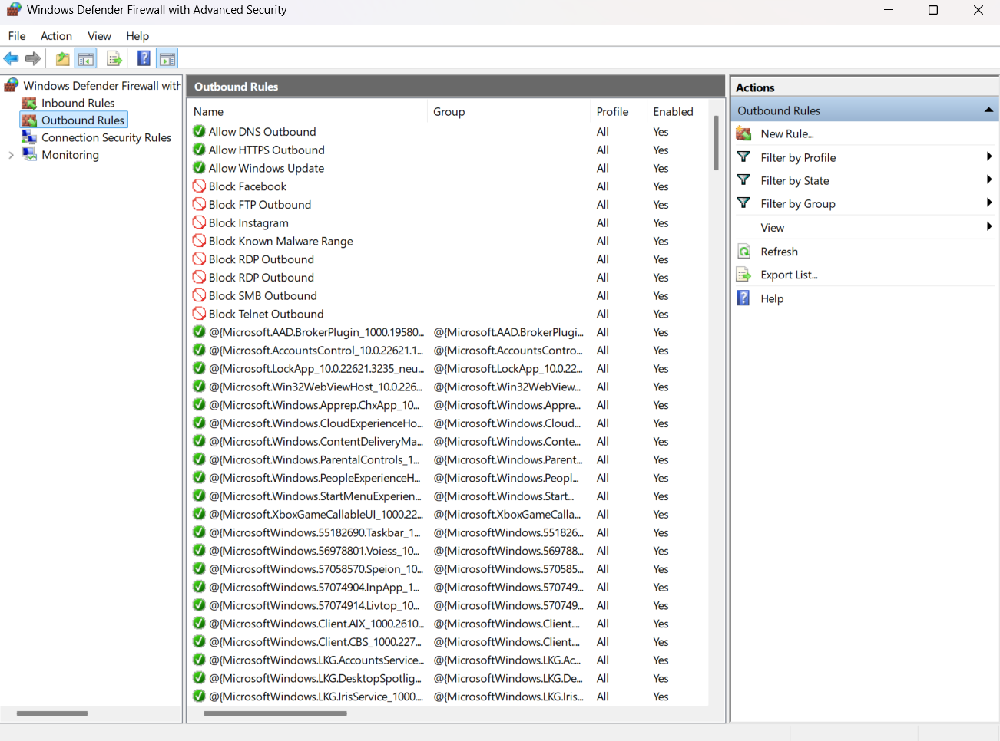 Windows Defender Firewall with Advanced Security
File Action View Help
Windows Defender Firewall with
Inbound Rules
Outbound Rules
Connection Security Rules
Monitoring
Outbound Rules
Name Group Profile Enabled
Allow DNS Outbound All Yes
Allow HTTPS Outbound All Yes
Allow Windows Update All Yes
Block Facebook All Yes
Block FTP Outbound All Yes
Block Instagram All Yes
Block Known Malware Range All Yes
Block RDP Outbound All Yes
Block RDP Outbound All Yes
Block SMB Outbound All Yes
Block Telnet Outbound All Yes
@{Microsoft.AAD.BrokerPlugin_1000.19580... @{Microsoft.AAD.BrokerPlugi... All Yes
@{Microsoft.AccountsControl_10.0.22621.1... @{Microsoft.AccountsContro... All Yes
@{Microsoft.LockApp_10.0.22621.3235_neu... @{Microsoft.LockApp_10.0.22... All Yes
@{Microsoft.Win32WebViewHost_10.0.226... @{Microsoft.Win32WebView... All Yes
@{Microsoft.Windows.Apprep.ChxApp_10... @{Microsoft.Windows.Appre... All Yes
@{Microsoft.Windows.CloudExperienceHo... @{Microsoft.Windows.Cloud... All Yes
@{Microsoft.Windows.ContentDeliveryMa... @{Microsoft.Windows.Conte... All Yes
@{Microsoft.Windows.ParentalControls_1... @{Microsoft.Windows.Parent... All Yes
@{Microsoft.Windows.PeopleExperienceH... @{Microsoft.Windows.Peopl... All Yes
@{Microsoft.Windows.StartMenuExperien... @{Microsoft.Windows.Start... All Yes
@{Microsoft.XboxGameCallableUI_1000.22... @{Microsoft.XboxGameCalla... All Yes
@{MicrosoftWindows.55182690.Taskbar_1... @{MicrosoftWindows.551826... All Yes
@{MicrosoftWindows.56978801.Voiess_10... @{MicrosoftWindows.569788... All Yes
@{MicrosoftWindows.57058570.Speion_10... @{MicrosoftWindows.570585... All Yes
@{MicrosoftWindows.57074904.InpApp_1... @{MicrosoftWindows.570749... All Yes
@{MicrosoftWindows.57074914.Livtop_10... @{MicrosoftWindows.570749... All Yes
@{MicrosoftWindows.Client.AIX_1000.2610... @{MicrosoftWindows.Client.... All Yes
@{MicrosoftWindows.Client.CBS_1000.227... @{MicrosoftWindows.Client.... All Yes
@{MicrosoftWindows.LKG.AccountsService... @{MicrosoftWindows.LKG.Ac... All Yes
@{MicrosoftWindows.LKG.DesktopSpotlig... @{MicrosoftWindows.LKG.De... All Yes
@{MicrosoftWindows.LKG.IrisService_1000.... @{MicrosoftWindows.LKG.Iris... All Yes
Actions
Outbound Rules
New Rule...
Filter by Profile
Filter by State
Filter by Group
View
Refresh
Export List...
Help